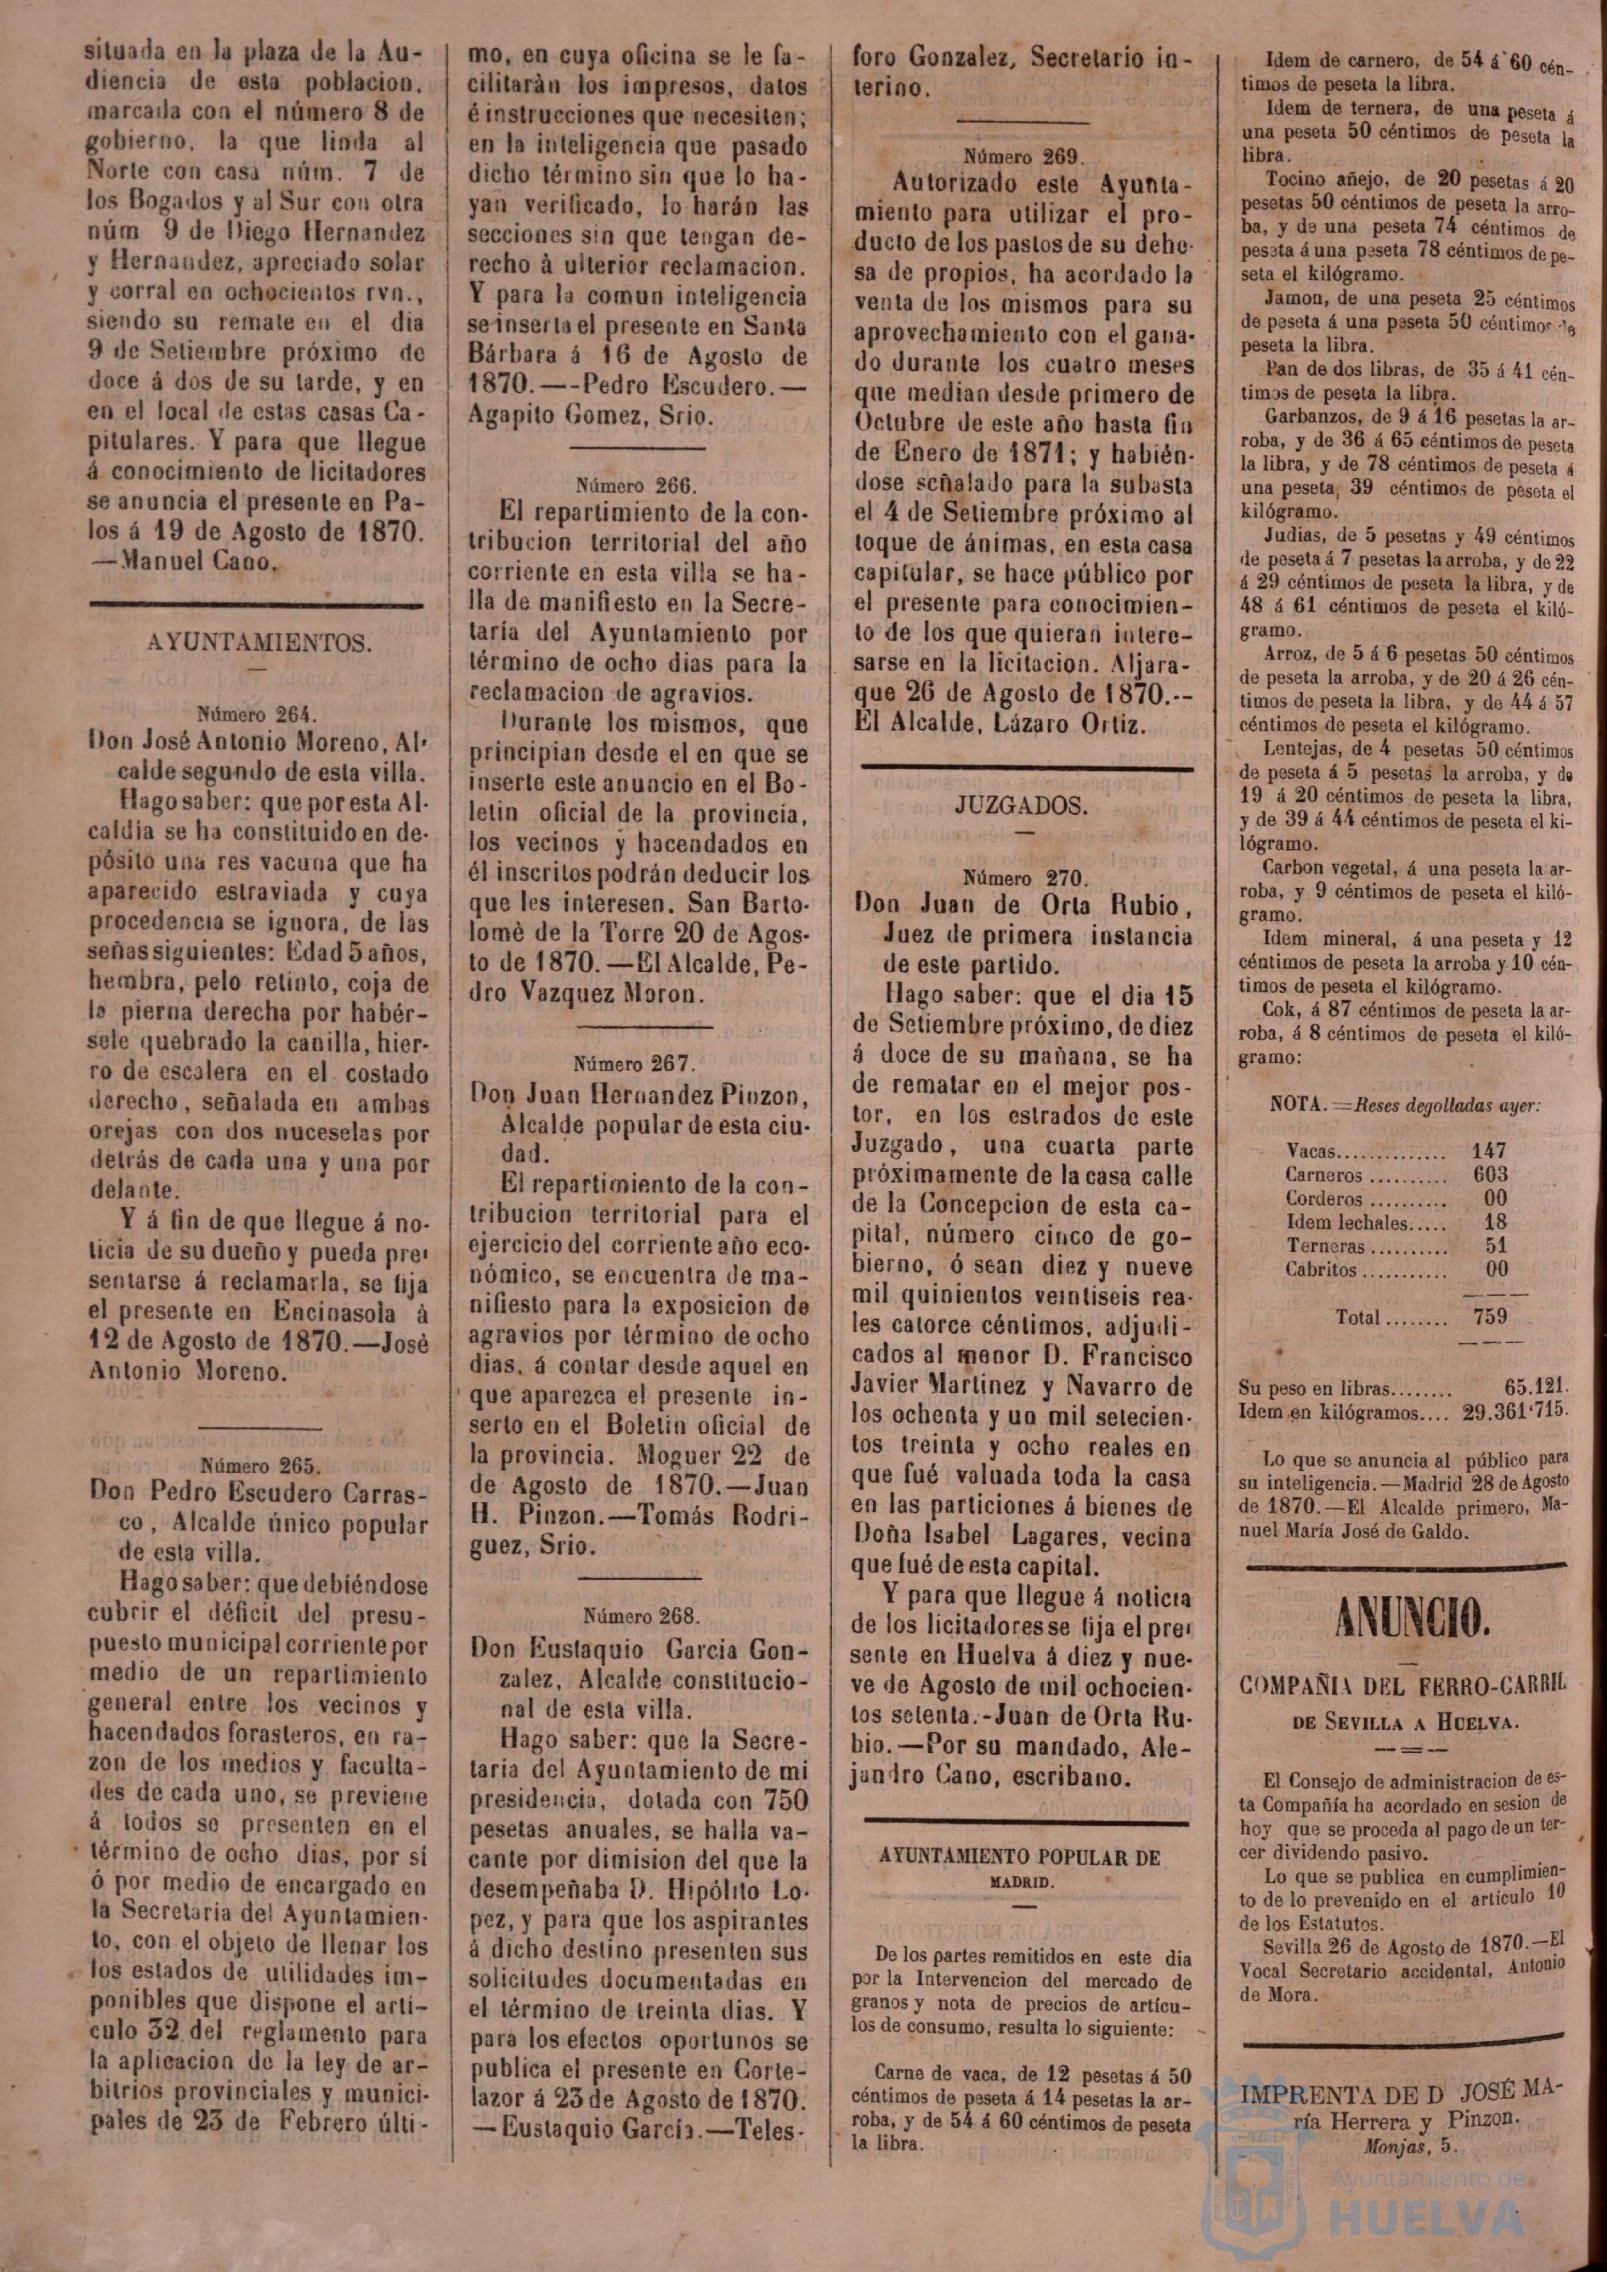 situada en la plaza de la Au-
diencia de esta poblacion,
marcada con el número 8 de
gobierno, la que linda al
Norte con casa núm. 7 de
los Bogados y al Sur con otra
núm 9 de Diego Hernandez
y Hernandez, apreciado solar
y corral en ochocientos rvn.,
siendo su remate en el dia
9 de Setiembre próximo de
doce á dos de su tarde, y en
en el local de estas casas Ca-
pitulares. Y para que llegue
á conocimiento de licitadores
se anuncia el presente en Pa-
los á 19 de Agosto de 1870.
—Manuel Cano.
AYUNTAMIENTOS.
Número 264.
Don José Antonio Moreno, Al-
calde segundo de esta villa.
Hago saber: que por esta Al-
caldia se ha constituido en de-
pósito una res vacuna que ha
aparecido estraviada y cuya
procedencia se ignora, de las
señas siguientes: Edad 5 años,
hembra, pelo retinto, coja de
la pierna derecha por habér-
sele quebrado la canilla, hier-
ro de escalera en el costado
derecho, señalada en ambas
orejas con dos nuceselas por
detrás de cada una y una por
delante.
Y á fin de que llegue á no-
ticia de su dueño y pueda pre-
sentarse á reclamarla, se fija
el presente en Encinasola à
12 de Agosto de 1870.—Josè
Antonio Moreno.
Número 265.
Don Pedro Escudero Carras-
co, Alcalde único popular
de esta villa.
Hago saber: que debiéndose
cubrir el déficit del presu-
puesto municipal corriente por
medio de un repartimiento
general entre los vecinos y
hacendados forasteros, en ra-
zon de los medios y faculta-
des de cada uno, se previene
á todos se presenten en el
término de ocho dias, por sí
ó por medio de encargado en
la Secretaria del Ayuntamien-
to, con el objeto de llenar los
los estados de utilidades im-
ponibles que dispone el artí-
culo 32 del reglamento para
la aplicacion de la ley de ar-
bitrios provinciales y munici-
pales de 23 de Febrero últi-
mo, en cuya oficina se le fa-
cilitaràn los impresos, datos
é instrucciones que necesiten;
en la inteligencia que pasado
dicho término sin que lo ha-
yan verificado, lo harán las
secciones sin que tengan de-
recho à ulterior reclamacion.
Y para la comun inteligencia
se inserta el presente en Santa
Bárbara á 16 de Agosto de
1870.—-Pedro Escudero.—
Agapito Gomez, Srio.
Número 266.
El repartimiento de la con-
tribucion territorial del año
corriente en esta villa se ha-
lla de manifiesto en la Secre-
taría del Ayuntamiento por
término de ocho dias para la
reclamacion de agravios.
Durante los mismos, que
principian desde el en que se
inserte este anuncio en el Bo-
letin oficial de la provincia,
los vecinos y hacendados en
él inscritos podrán deducir los
que les interesen. San Barto-
lomè de la Torre 20 de Agos-
to de 1870.—El Alcalde, Pe-
dro Vazquez Moron.
Número 267.
Don Juan Hernandez Pinzon,
Alcalde popular de esta ciu-
dad.
El repartimiento de la con-
tribucion territorial para el
ejercicio del corriente año eco-
nómico, se encuentra de ma-
nifiesto para la exposicion de
agravios por término de ocho
dias, á contar desde aquel en
que aparezca el presente in-
serto en el Boletin oficial de
la provincia. Moguer 22 de
de Agosto de 1870.—Juan
H. Pinzon.—Tomás Rodri-
guez, Srio.
Número 268.
Don Eustaquio Garcia Gon-
zalez, Alcalde constitucio-
nal de esta villa.
Hago saber: que la Secre-
taria del Ayuntamiento de mi
presidencia, dotada con 750
pesetas anuales, se halla va-
cante por dimision del que la
desempeñaba D. Hipólito Lo-
pez, y para que los aspirantes
á dicho destino presenten sus
solicitudes documentadas en
el término de treinta dias. Y
para los efectos oportunos se
publica el presente en Corte-
lazor á 23 de Agosto de 1870.
—Eustaquio García.—Teles-
foro Gonzalez, Secretario in-
terino.
Número 269.
Autorizado este Ayunta-
miento para utilizar el pro-
ducto de los pastos de su dehe-
sa de propios, ha acordado la
venta de los mismos para su
aprovechamiento con el gana-
do durante los cuatro meses
que median desde primero de
Octubre de este año hasta fin
de Enero de 1871; y habién-
dose señalado para la subasta
el 4 de Setiembre próximo al
toque de ánimas, en esta casa
capitular, se hace público por
el presente para conocimien-
to de los que quieran intere-
sarse en la licitacion. Aljara-
que 26 de Agosto de 1870.--
El Alcalde, Lázaro Ortiz.
JUZGADOS.
Número 270.
Don Juan de Orta Rubio,
Juez de primera instancia
de este partido.
Hago saber: que el dia 15
de Setiembre próximo, de diez
á doce de su mañana, se ha
de rematar en el mejor pos-
tor, en los estrados de este
Juzgado, una cuarta parte
próximamente de la casa calle
de la Concepcion de esta ca-
pital, número cinco de go-
bierno, ó sean diez y nueve
mil quinientos veintiseis rea-
les catorce céntimos, adjudi-
cados al menor D. Francisco
Javier Martinez y Navarro de
los ochenta y un mil setecien-
tos treinta y ocho reales en
que fué valuada toda la casa
en las particiones á bienes de
Doña Isabel Lagares, vecina
que fué de esta capital.
Y para que llegue á noticia
de los licitadores se fija el pre-
sente en Huelva á diez y nue-
ve de Agosto de mil ochocien-
tos setenta.-Juan de Orta Ru-
bio.—Por su mandado, Ale-
jandro Cano, escribano.
AYUNTAMIENTO POPULAR DE
MADRID.
De los partes remitidos en este dia
por la Intervencion del mercado de
granos y nota de precios de artícu-
los de consumo, resulta lo siguiente:
Carne de vaca, de 12 pesetas á 50
céntimos de peseta á 14 pesetas la ar-
roba, y de 54 á 60 céntimos de peseta
la libra.
Idem de carnero, de 54 á 60 cén-
timos de peseta la libra.
Idem de ternera, de una peseta á
una peseta 50 céntimos de peseta la
libra.
Tocino añejo, de 20 pesetas á 20
pesetas 50 céntimos de peseta la arro-
ba, y de una peseta 74 céntimos de
peseta á una peseta 78 céntimos de pe-
seta el kilógramo.
Jamon, de una peseta 25 céntimos
de peseta á una peseta 50 céntimos de
peseta la libra.
Pan de dos libras, de 35 á 41 cén-
timos de peseta la libra.
Garbanzos, de 9 á 16 pesetas la ar-
roba, y de 36 á 65 céntimos de peseta
la libra, y de 78 céntimos de peseta á
una peseta, 39 céntimos de peseta el
kilógramo.
Judias, de 5 pesetas y 49 céntimos
de peseta á 7 pesetas la arroba, y de 22
á 29 céntimos de peseta la libra, y de
48 á 61 céntimos de peseta el kiló-
gramo.
Arroz, de 5 á 6 pesetas 50 céntimos
de peseta la arroba, y de 20 á 26 cén-
timos de peseta la libra, y de 44 á 57
céntimos de peseta el kilógramo.
Lentejas, de 4 pesetas 50 céntimos
de peseta á 5 pesetas la arroba, y de
19 á 20 céntimos de peseta la libra,
y de 39 á 44 céntimos de peseta el ki-
lógramo.
Carbon vegetal, á una peseta la ar-
roba, y 9 céntimos de peseta el kiló-
gramo.
Idem mineral, á una peseta y 12
céntimos de peseta la arroba y 10 cén-
timos de peseta el kilógramo.
Cok, á 87 céntimos de peseta la ar-
roba, á 8 céntimos de peseta el kiló-
gramo:
NOTA.=Reses degolladas ayer:
Vacas.............. 147
Carneros .......... 603
Corderos .......... 00
Idem lechales..... 18
Terneras .......... 51
Cabritos ........... 00
Total ........ 759
Su peso en libras........ 65.121.
Idem en kilógramos.... 29.361‘715.
Lo que se anuncia al público para
su inteligencia.—Madrid 28 de Agosto
de 1870.—El Alcalde primero, Ma-
nuel María José de Galdo.
ANUNCIO.
COMPAÑIA DEL FERRO-CARRIL
DE SEVILLA A HUELVA.
El Consejo de administracion de es-
ta Compañía ha acordado en sesion de
hoy que se proceda al pago de un ter-
cer dividendo pasivo.
Lo que se publica en cumplimien-
to de lo prevenido en el artículo 10
de los Estatutos.
Sevilla 26 de Agosto de 1870.—El
Vocal Secretario accidental, Antonio
de Mora.
IMPRENTA DE D JOSÉ MA-
ría Herrera y Pinzon.
Monjas, 5.
Ayuntamiento de
HUELVA